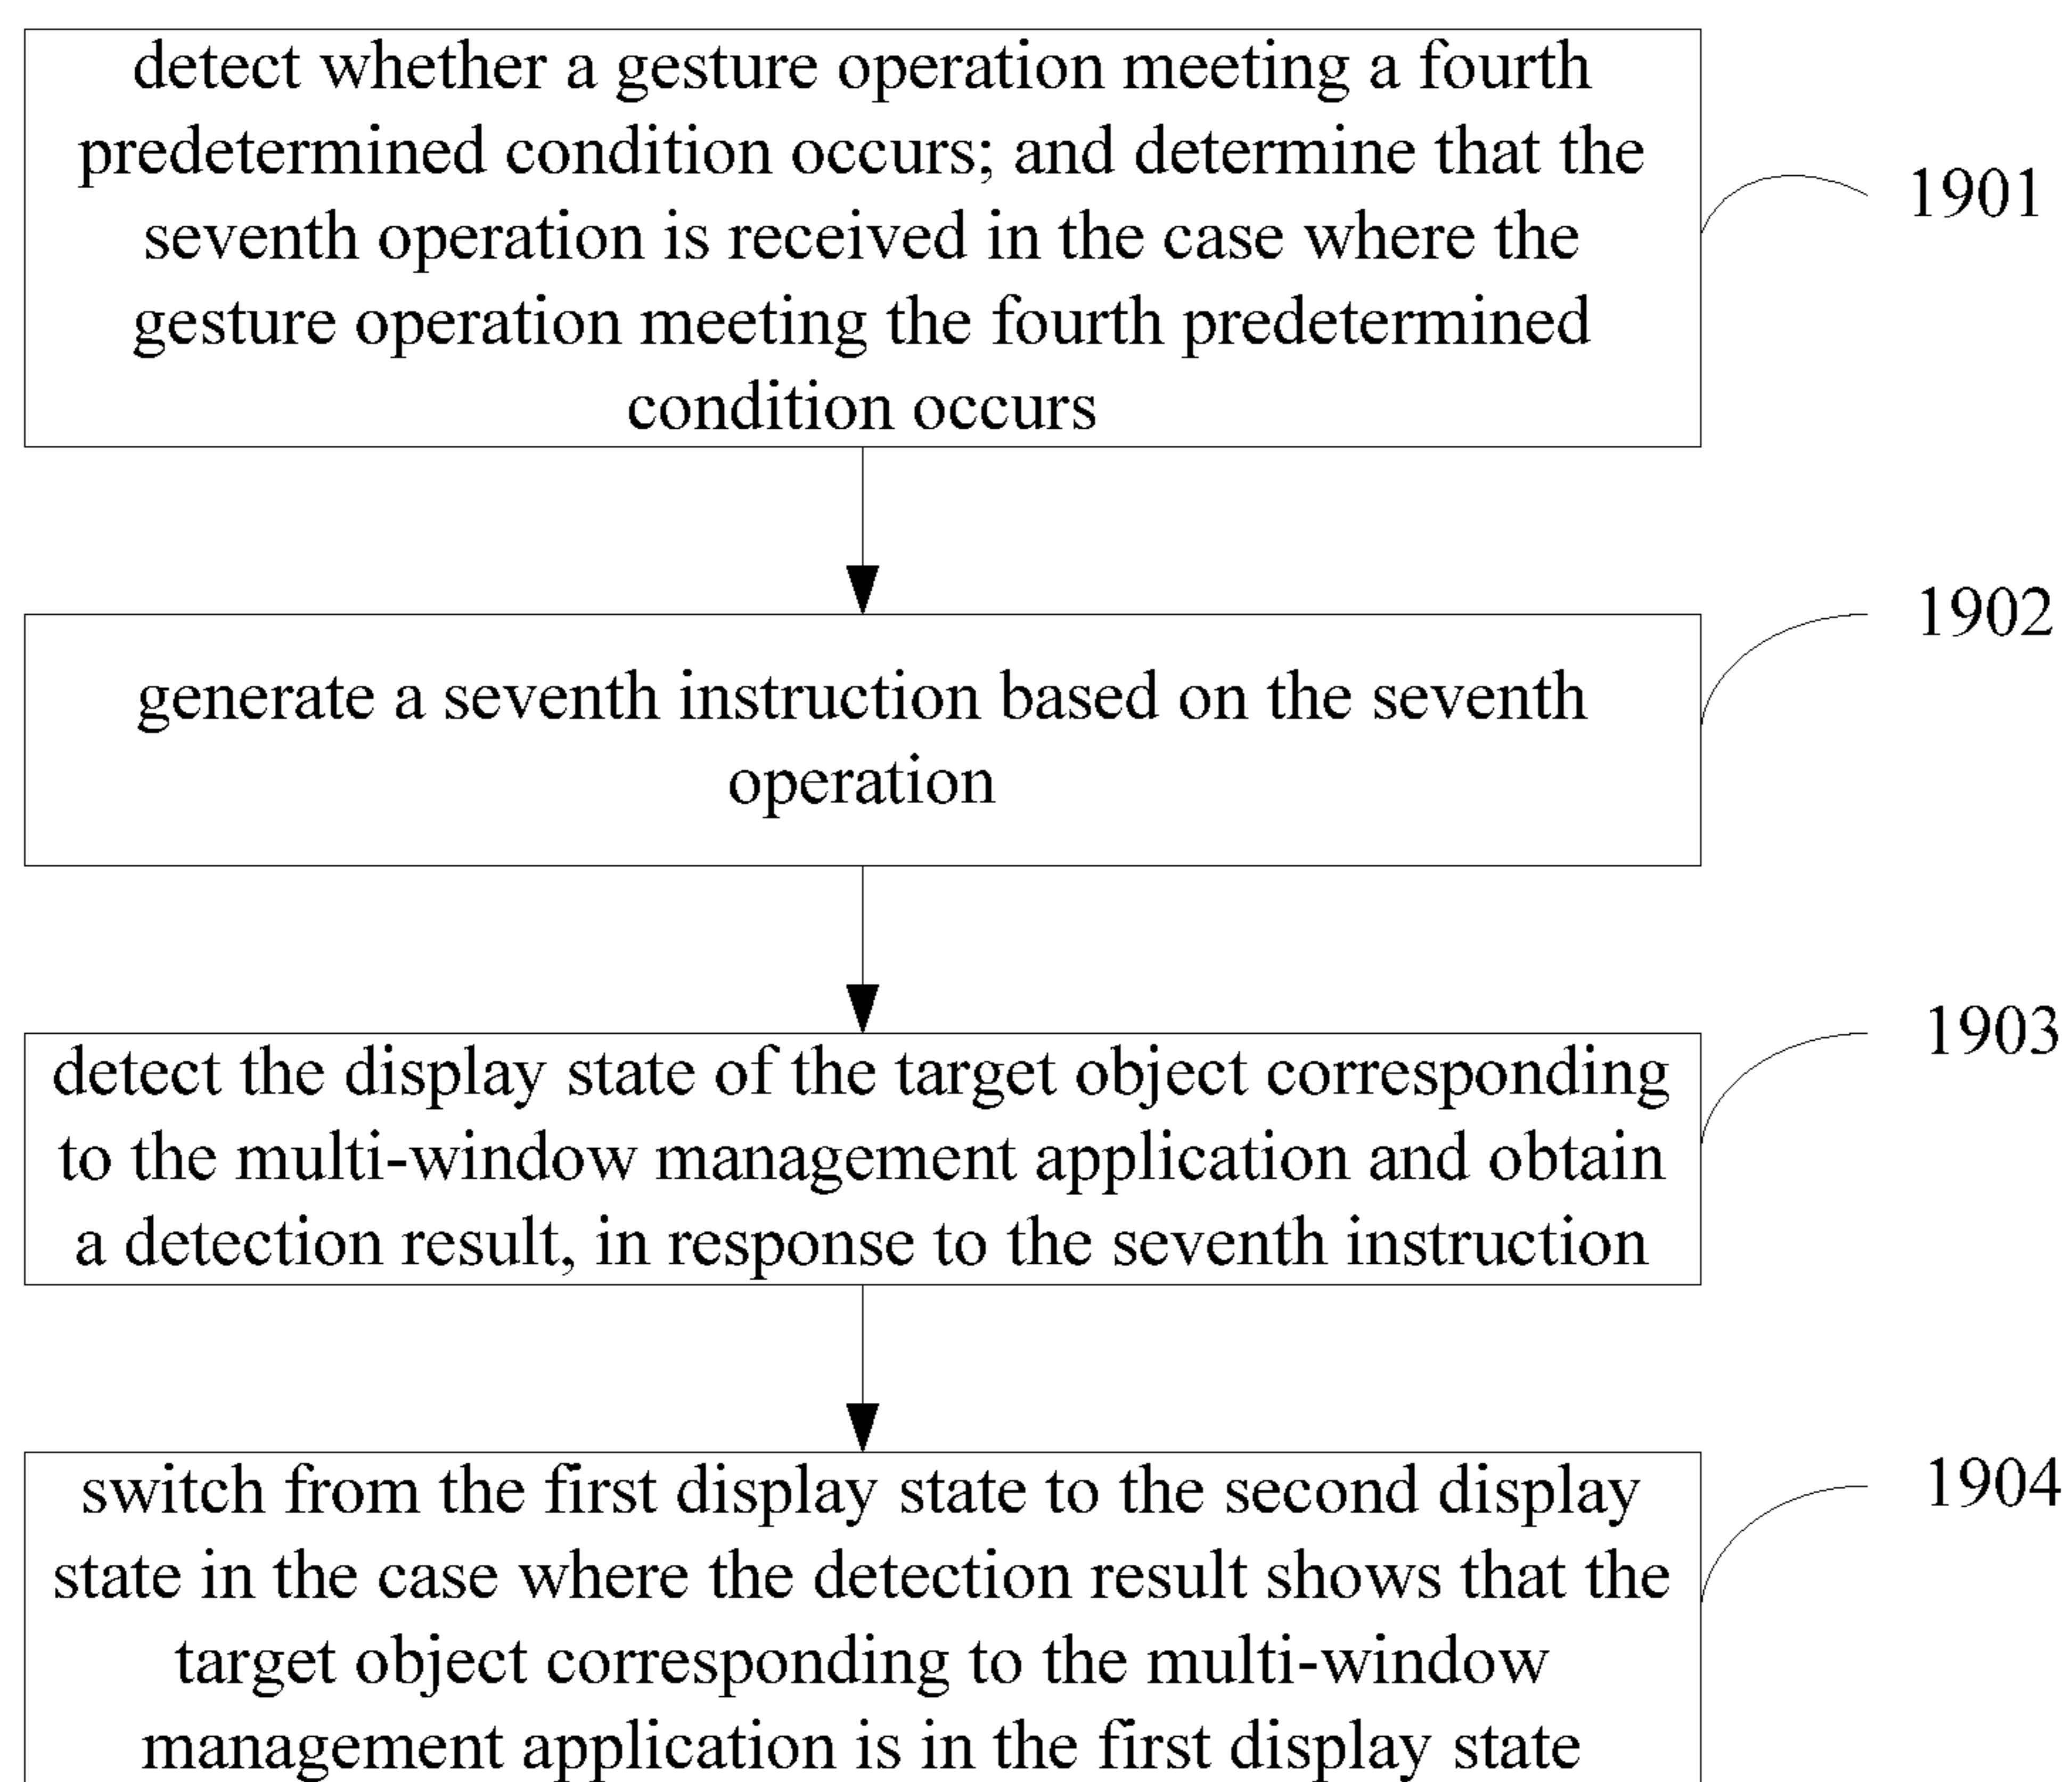 detect whether a gesture operation meeting a fourth
predetermined condition occurs; and determine that the
seventh operation is received in the case where the
gesture operation meeting the fourth predetermined
condition occurs
1901
generate a seventh instruction based on the seventh
operation
1902
detect the display state of the target object corresponding
to the multi-window management application and obtain
a detection result, in response to the seventh instruction
1903
switch from the first display state to the second display
state in the case where the detection result shows that the
target object corresponding to the multi-window
management application is in the first display state
1904